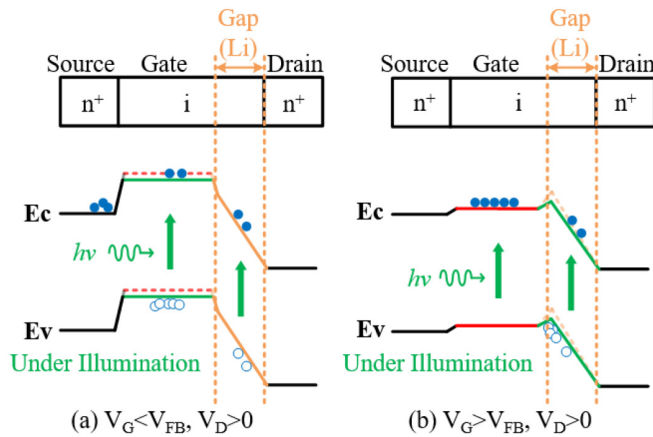 Gap
(Li)
Source Gate Drain
n+ i n+
Ec
hν
Ev
Under Illumination
(a) VG<VFB, VD>0
Gap
(Li)
Source Gate Drain
n+ i n+
Ec
hν
Ev
Under Illumination
(b) VG>VFB, VD>0